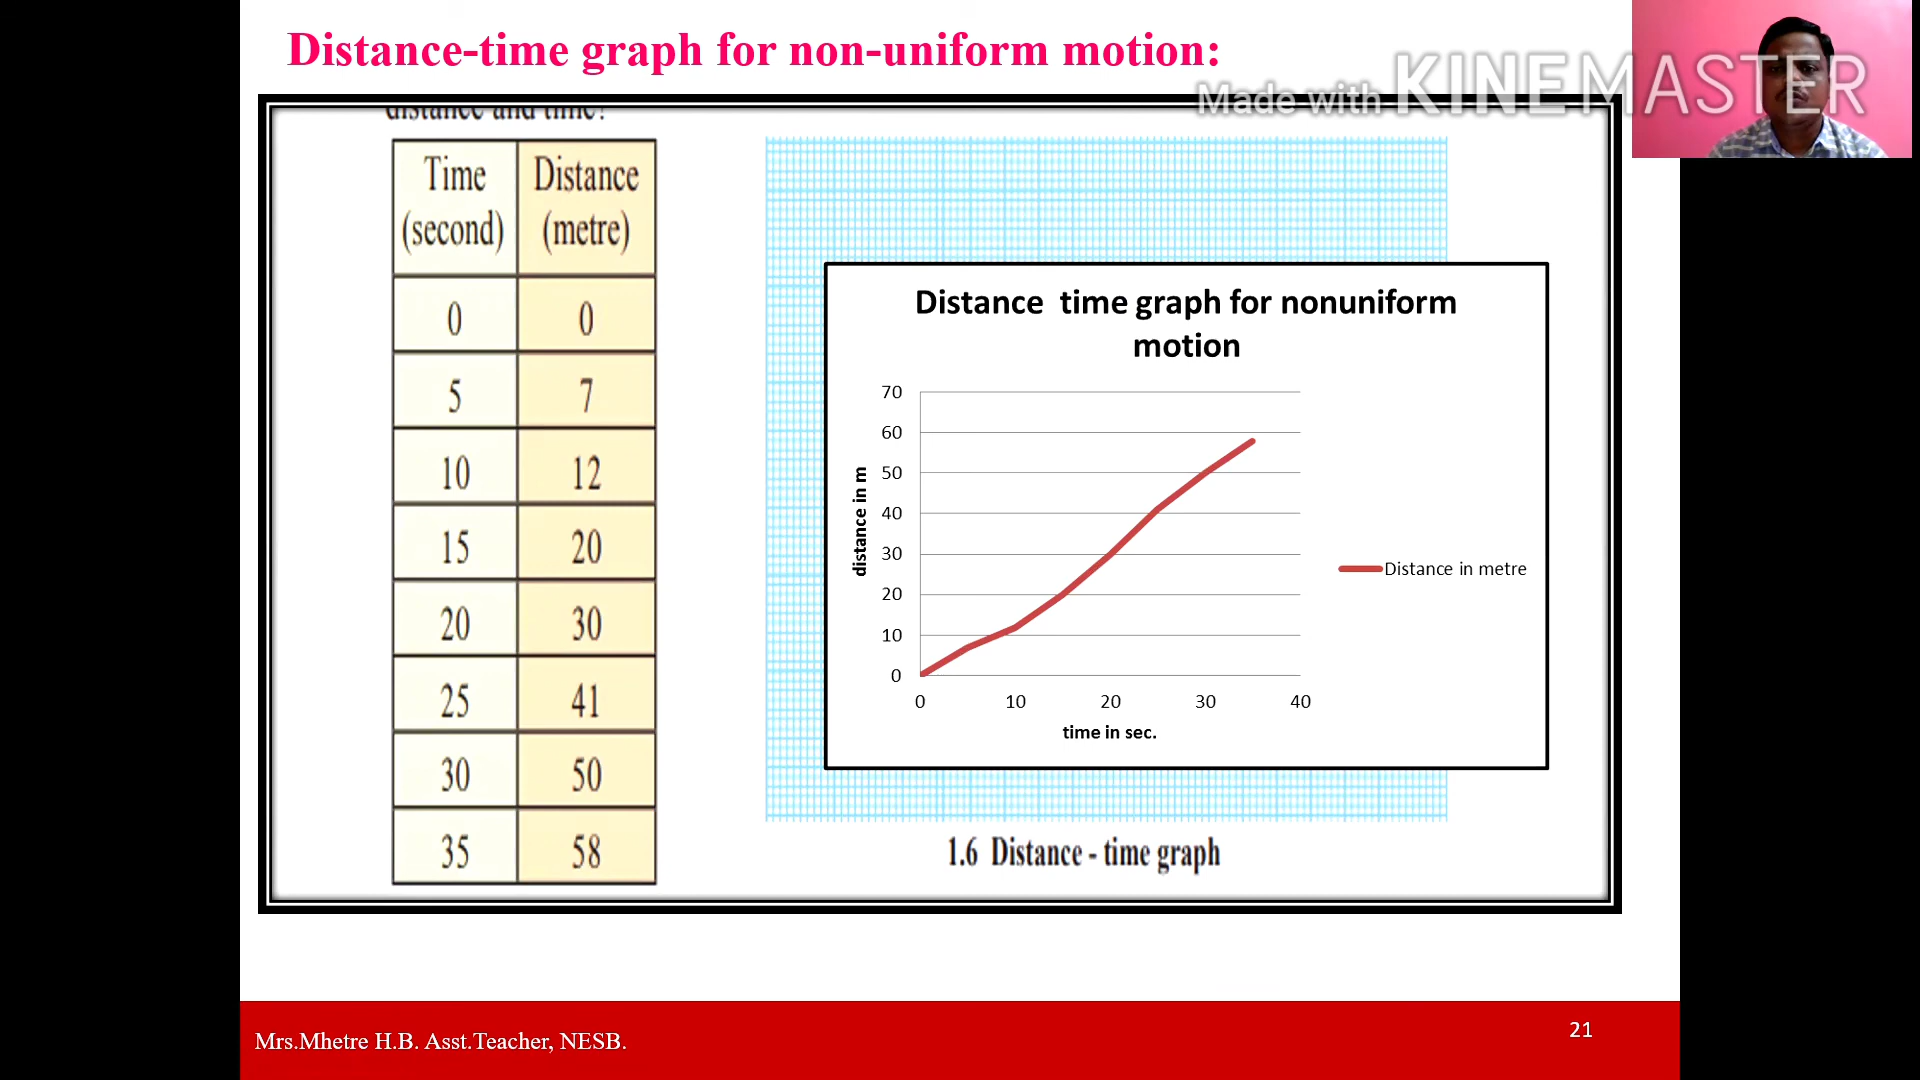 Distance-time graph for non-uniform motion:
Made with KINEMASTER
distance and time?
Time Distance
(second) (metre)
0 0
5 7
10 12
15 20
20 30
25 41
30 50
35 58
Distance time graph for nonuniform
motion
70
60
50
40
30
20
10
0
distance in m
0 10 20 30 40
time in sec.
Distance in metre
1.6 Distance - time graph
Mrs.Mhetre H.B. Asst.Teacher, NESB.
21